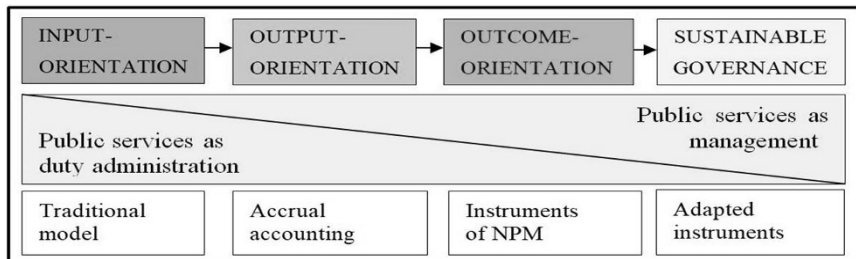 INPUT-
ORIENTATION
OUTPUT-
ORIENTATION
OUTCOME-
ORIENTATION
SUSTAINABLE
GOVERNANCE
Public services as
duty administration
Public services as
management
Traditional
model
Accrual
accounting
Instruments
of NPM
Adapted
instruments